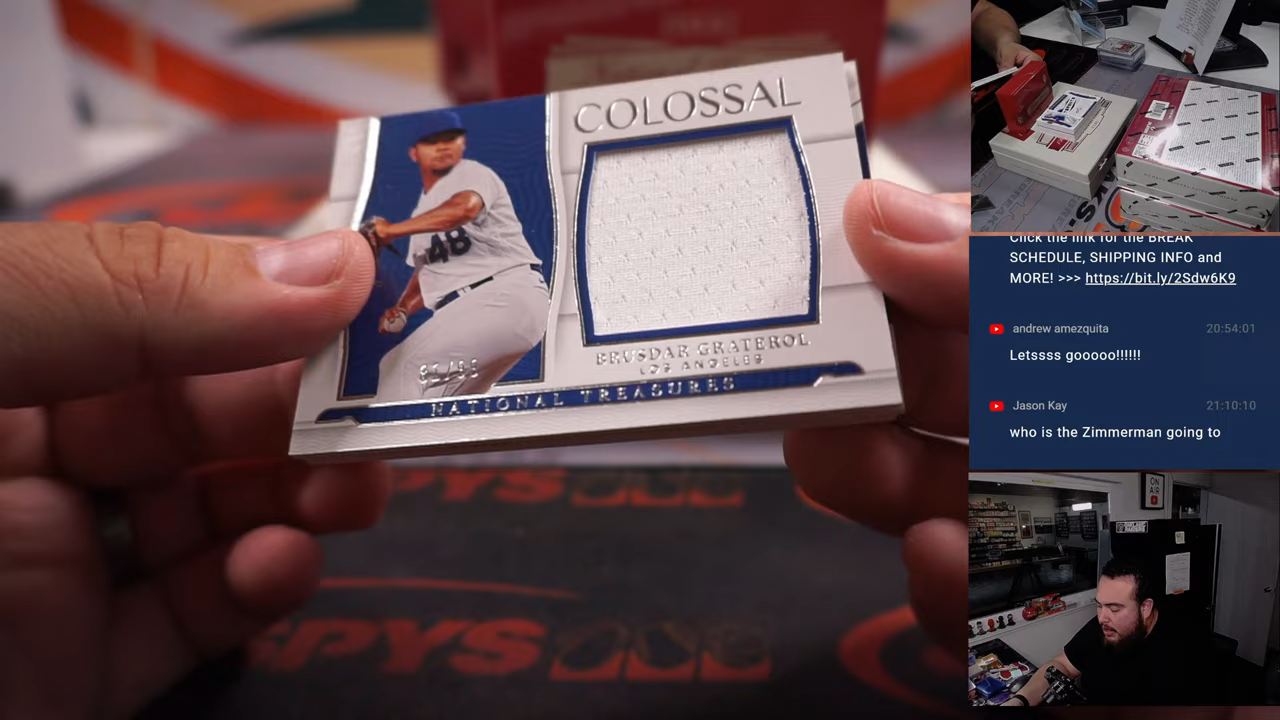 COLOSSAL
48
BRUSDAR GRATEROL
LOS ANGELES
NATIONAL TREASURES
SPYS
Click the link for the BREAK
SCHEDULE, SHIPPING INFO and
MORE! >>> https://bit.ly/2Sdw6K9
andrew amezquita 20:54:01
Letssss gooooo!!!!!!
Jason Kay 21:10:10
who is the Zimmerman going to
ON
AIR